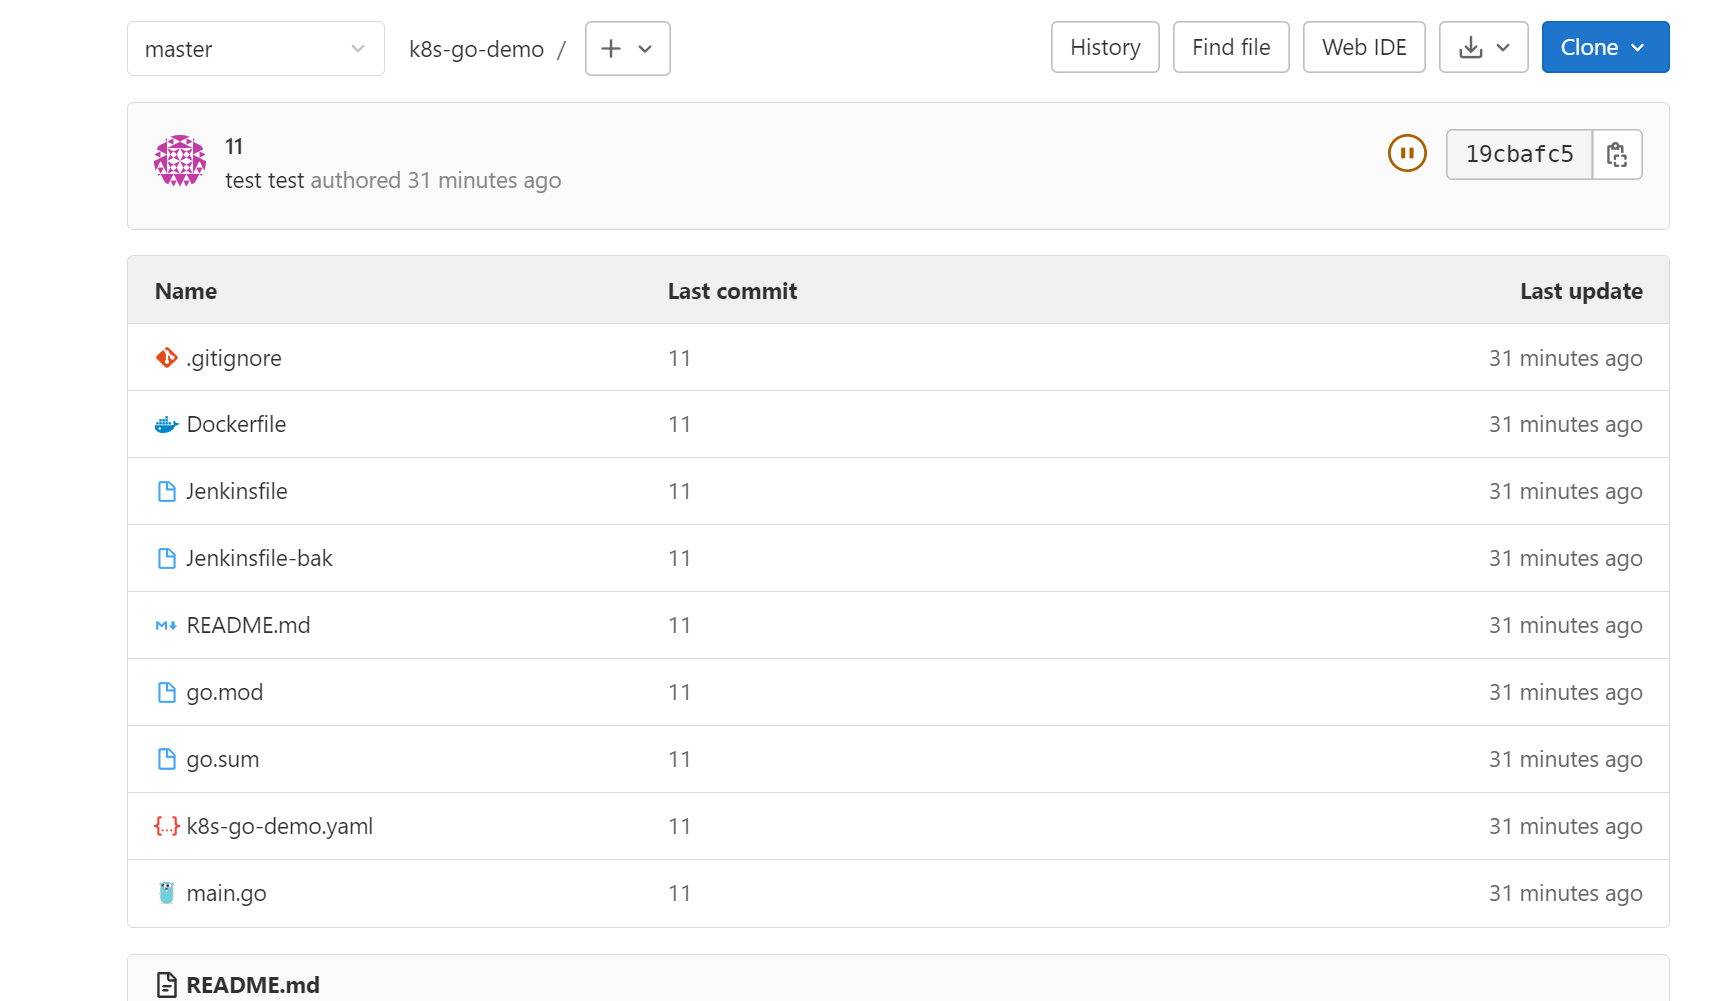 master k8s-go-demo / History Find file Web IDE Clone
11
test test authored 31 minutes ago
19cbafc5
Name Last commit Last update
.gitignore 11 31 minutes ago
Dockerfile 11 31 minutes ago
Jenkinsfile 11 31 minutes ago
Jenkinsfile-bak 11 31 minutes ago
README.md 11 31 minutes ago
go.mod 11 31 minutes ago
go.sum 11 31 minutes ago
k8s-go-demo.yaml 11 31 minutes ago
main.go 11 31 minutes ago
README.md